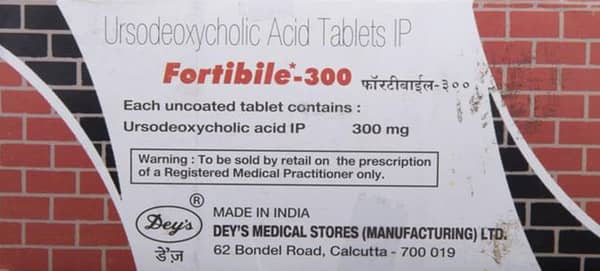 Ursodeoxycholic Acid Tablets IP
Fortibile*-300 फॉरटीबाईल-३००
Each uncoated tablet contains :
Ursodeoxycholic acid IP 300 mg
Warning : To be sold by retail on the prescription
of a Registered Medical Practitioner only.
Dey's ®
डे'ज़
MADE IN INDIA
DEY'S MEDICAL STORES (MANUFACTURING) LTD.
62 Bondel Road, Calcutta - 700 019